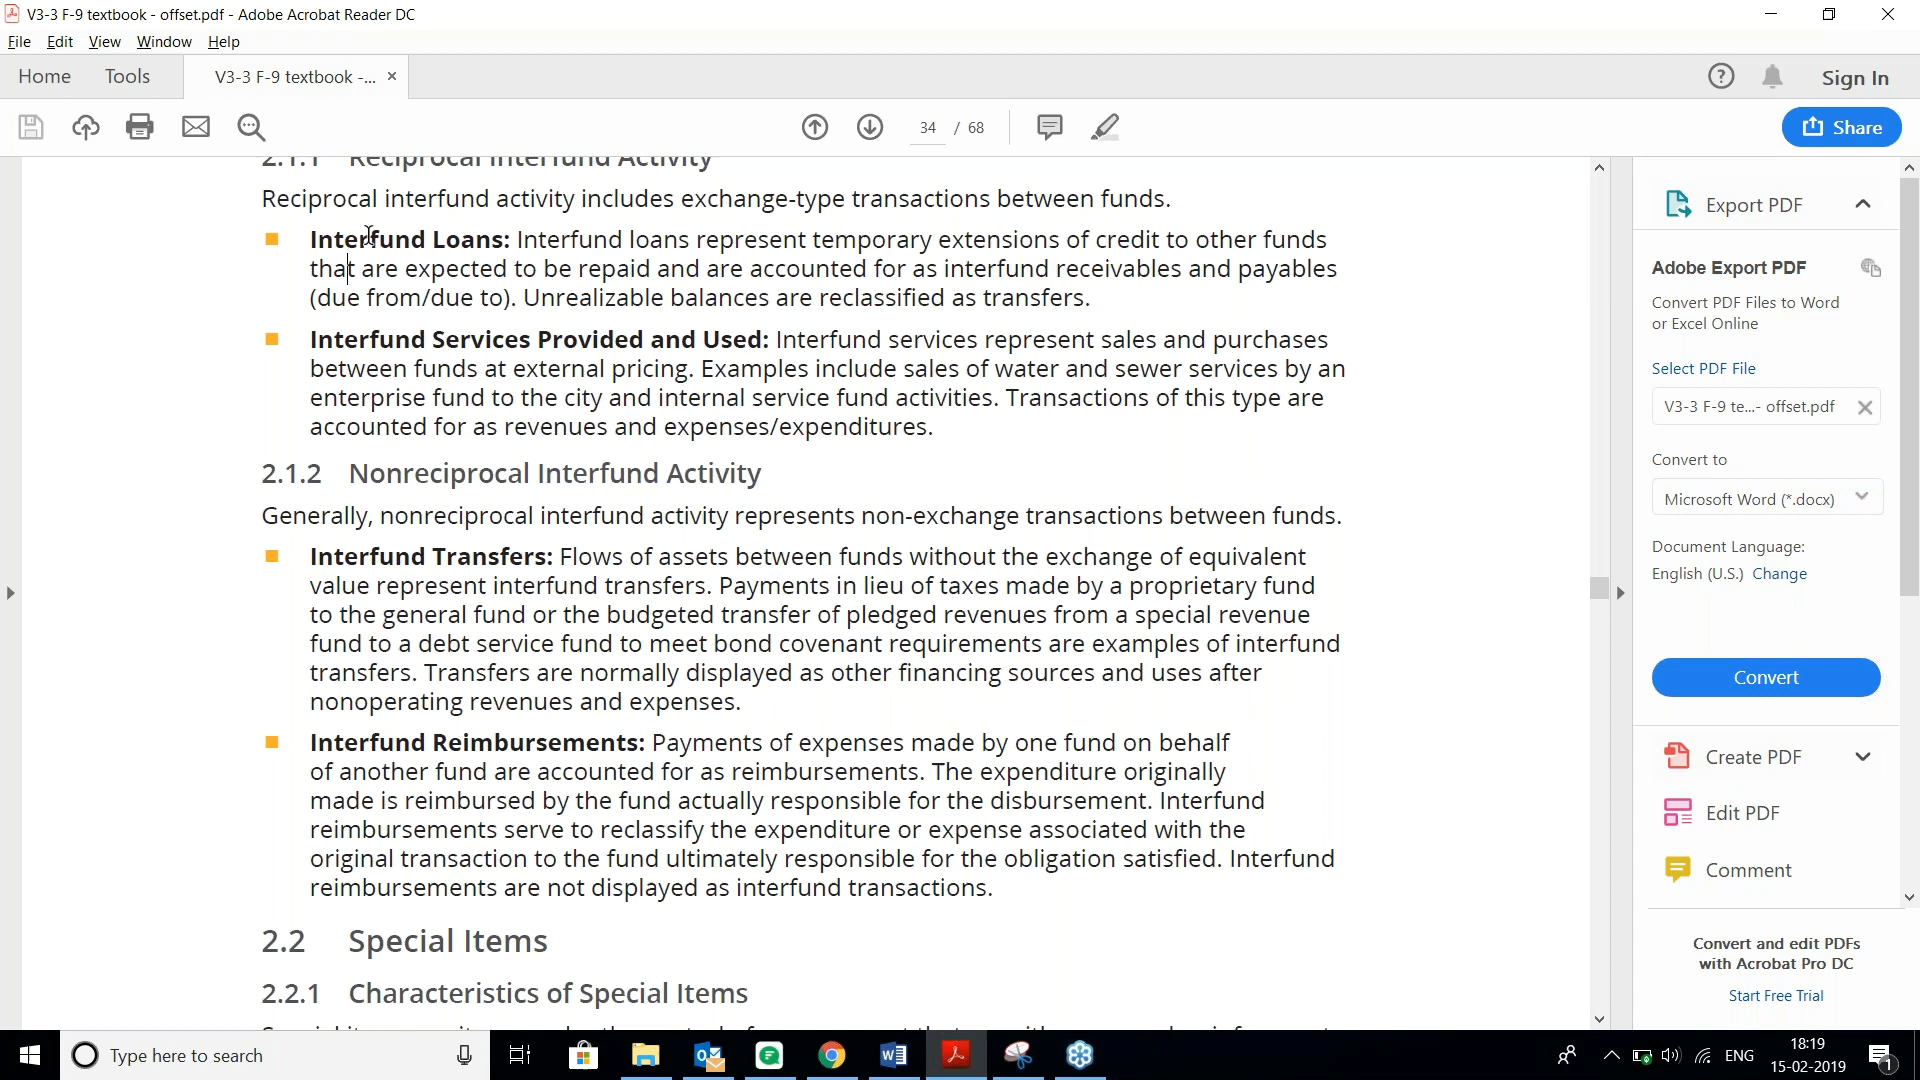 V3-3 F-9 textbook - offset.pdf - Adobe Acrobat Reader DC
File Edit View Window Help
Home Tools V3-3 F-9 textbook -... × Sign In
34 / 68 Share
2.1.1 Reciprocal Interfund Activity
Reciprocal interfund activity includes exchange-type transactions between funds.
Interfund Loans: Interfund loans represent temporary extensions of credit to other funds
that are expected to be repaid and are accounted for as interfund receivables and payables
(due from/due to). Unrealizable balances are reclassified as transfers.
Interfund Services Provided and Used: Interfund services represent sales and purchases
between funds at external pricing. Examples include sales of water and sewer services by an
enterprise fund to the city and internal service fund activities. Transactions of this type are
accounted for as revenues and expenses/expenditures.
2.1.2 Nonreciprocal Interfund Activity
Generally, nonreciprocal interfund activity represents non-exchange transactions between funds.
Interfund Transfers: Flows of assets between funds without the exchange of equivalent
value represent interfund transfers. Payments in lieu of taxes made by a proprietary fund
to the general fund or the budgeted transfer of pledged revenues from a special revenue
fund to a debt service fund to meet bond covenant requirements are examples of interfund
transfers. Transfers are normally displayed as other financing sources and uses after
nonoperating revenues and expenses.
Interfund Reimbursements: Payments of expenses made by one fund on behalf
of another fund are accounted for as reimbursements. The expenditure originally
made is reimbursed by the fund actually responsible for the disbursement. Interfund
reimbursements serve to reclassify the expenditure or expense associated with the
original transaction to the fund ultimately responsible for the obligation satisfied. Interfund
reimbursements are not displayed as interfund transactions.
2.2 Special Items
2.2.1 Characteristics of Special Items
Export PDF
Adobe Export PDF
Convert PDF Files to Word
or Excel Online
Select PDF File
V3-3 F-9 te...- offset.pdf
Convert to
Microsoft Word (*.docx)
Document Language:
English (U.S.) Change
Convert
Create PDF
Edit PDF
Comment
Convert and edit PDFs
with Acrobat Pro DC
Start Free Trial
Type here to search
ENG
18:19
15-02-2019
1